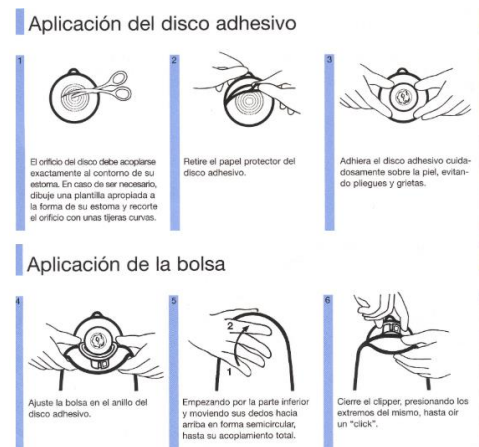 Aplicación del disco adhesivo
1
El orificio del disco debe acoplarse
exactamente al contorno de su
estoma. En caso de ser necesario,
dibuje una plantilla apropiada a
la forma de su estoma y recorte
el orificio con unas tijeras curvas.
2
Retire el papel protector del
disco adhesivo.
3
Adhiera el disco adhesivo cuida-
dosamente sobre la piel, evitan-
do pliegues y grietas.
Aplicación de la bolsa
4
Ajuste la bolsa en el anillo del
disco adhesivo.
5
2
1
Empezando por la parte inferior
y moviendo sus dedos hacia
arriba en forma semicircular,
hasta su acoplamiento total.
6
Cierre el clipper, presionando los
extremos del mismo, hasta oír
un "click".